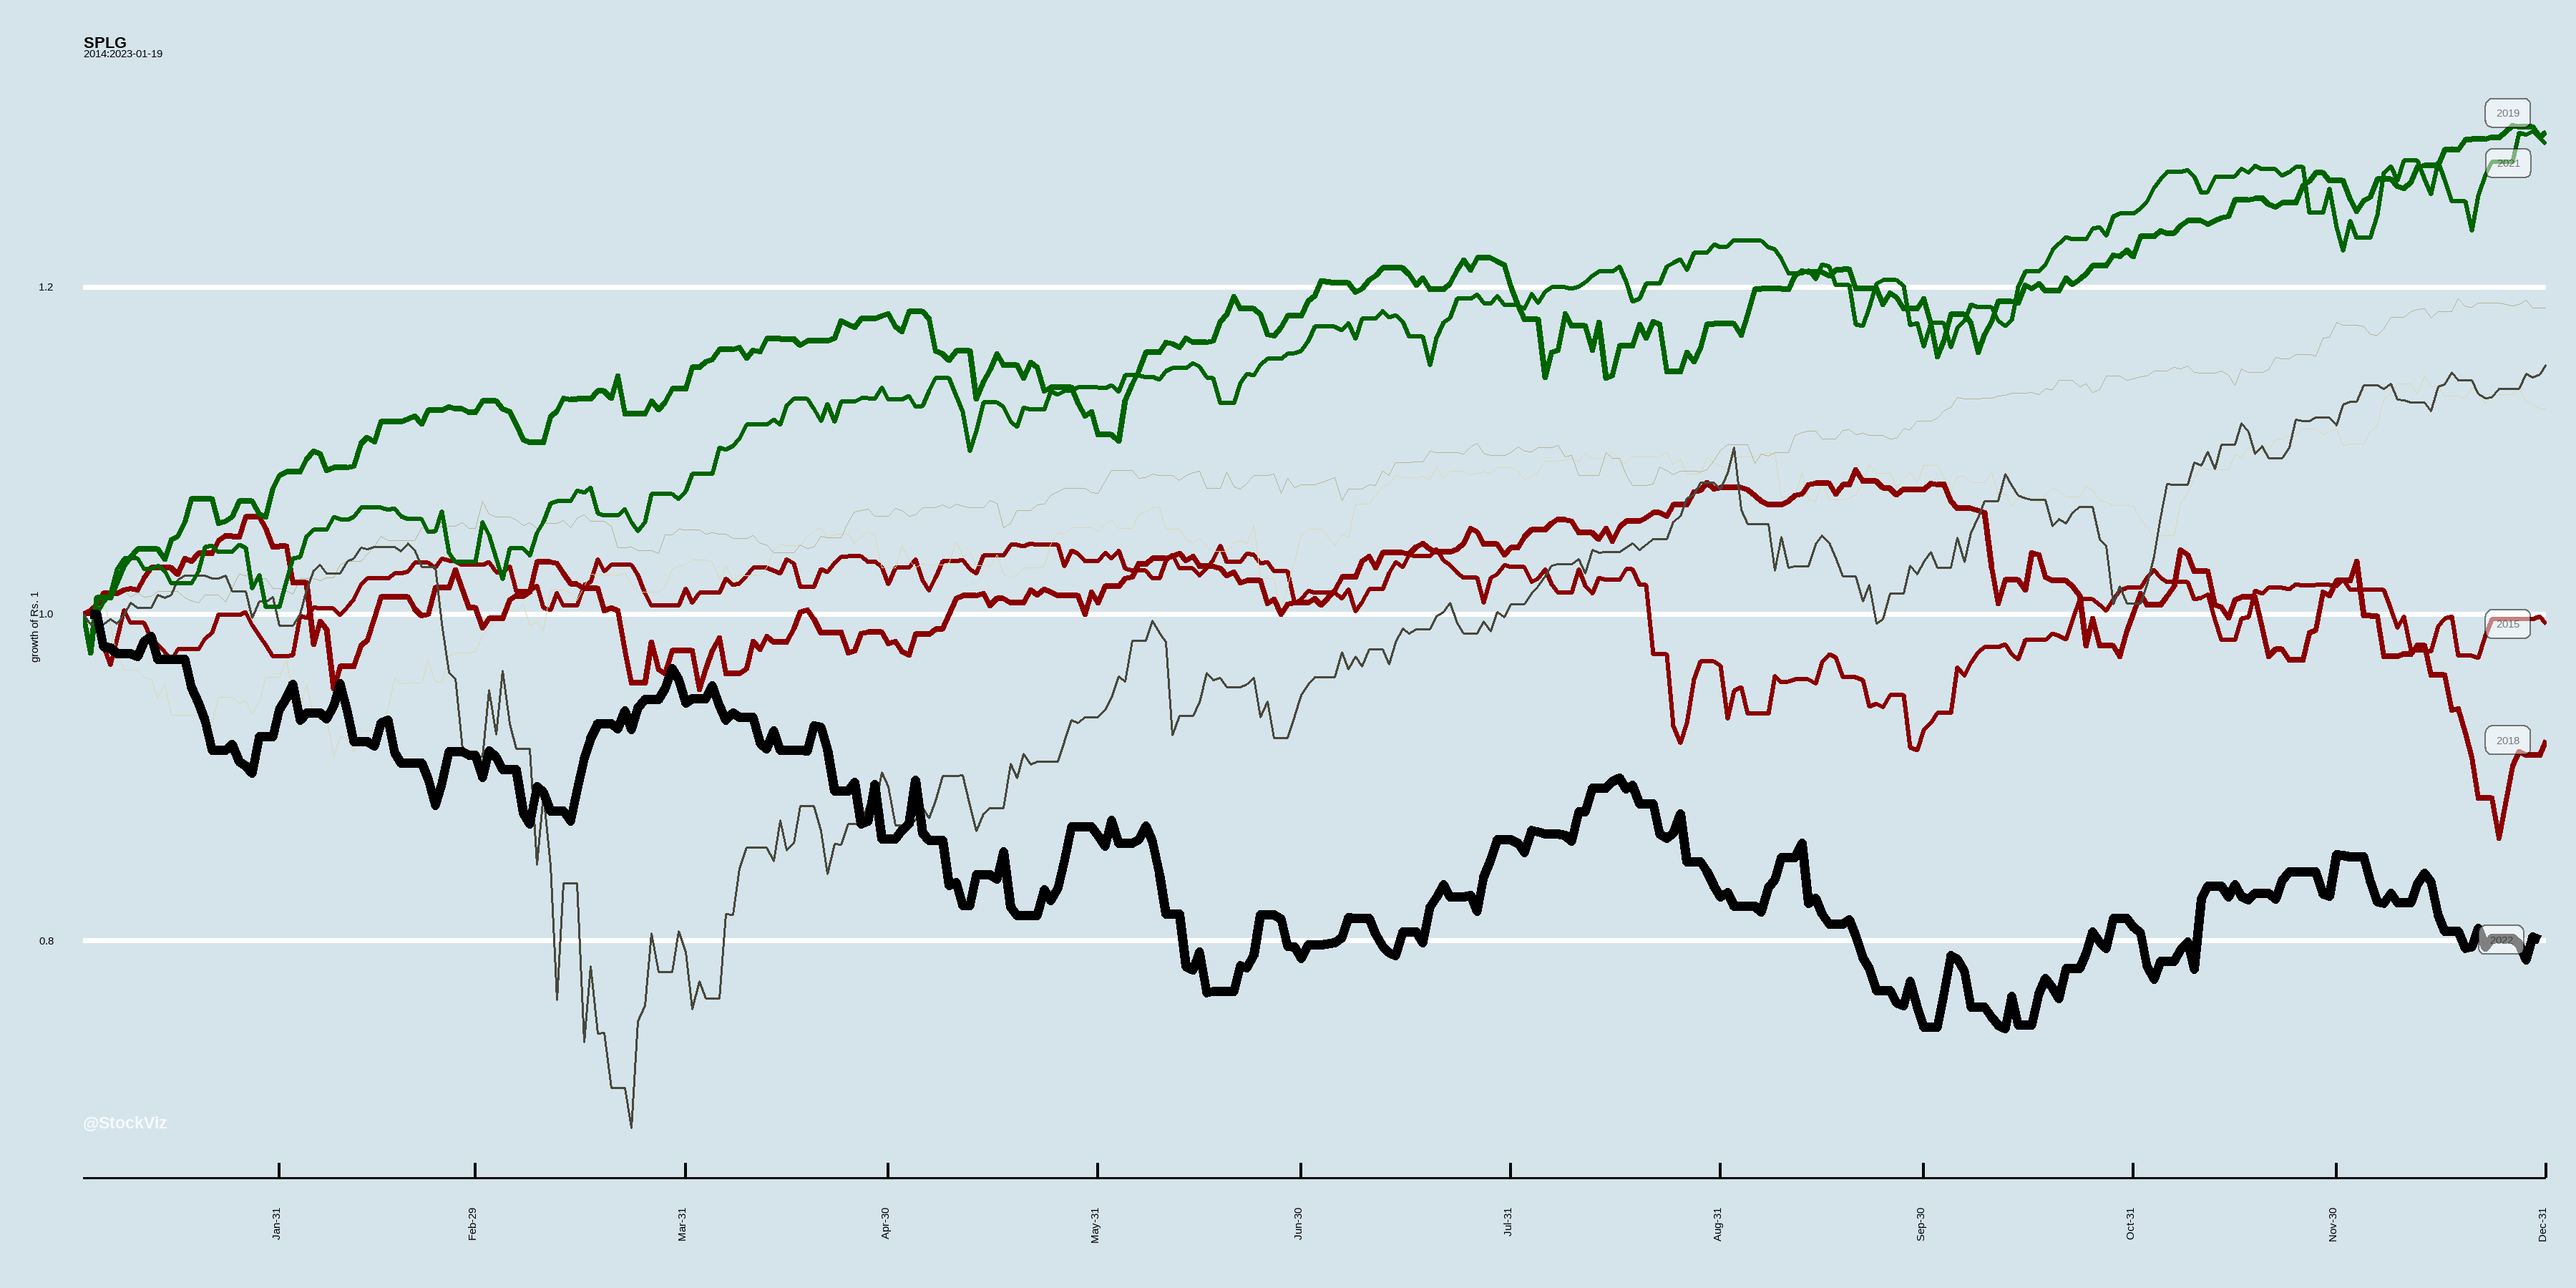 SPLG
2014:2023-01-19
2019
2021
1.2
growth of Rs. 1
1.0
2015
2018
0.8
2022
@StockViz
Jan-31
Feb-29
Mar-31
Apr-30
May-31
Jun-30
Jul-31
Aug-31
Sep-30
Oct-31
Nov-30
Dec-31